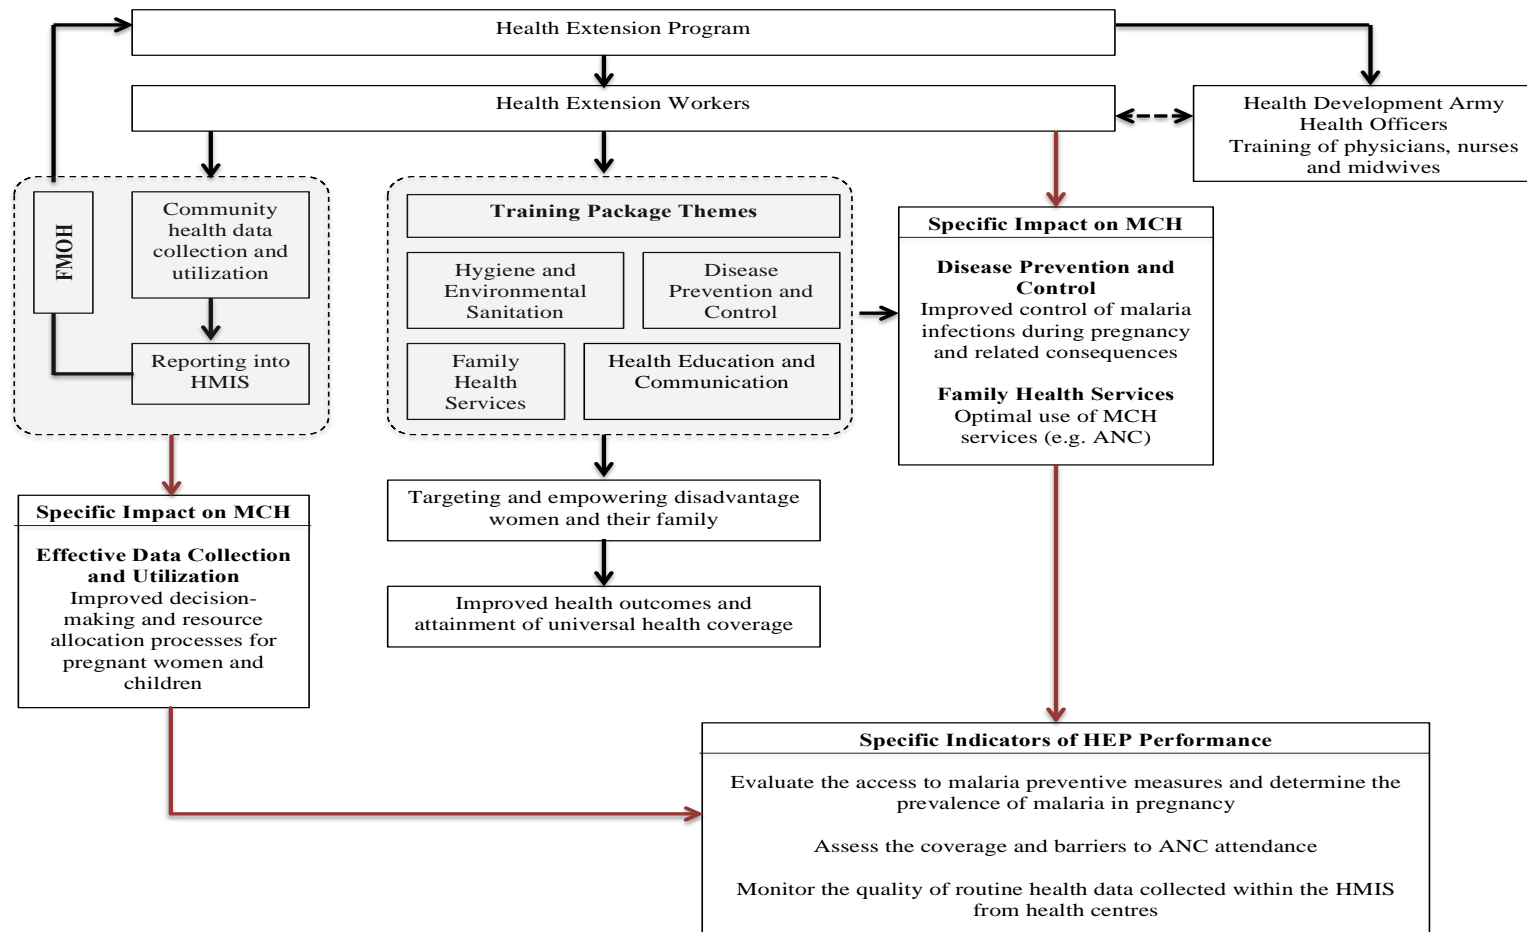 Health Extension Program
Health Extension Workers
Health Development Army
Health Officers
Training of physicians, nurses
and midwives
FMOH
Community
health data
collection and
utilization
Reporting into
HMIS
Training Package Themes
Hygiene and
Environmental
Sanitation
Disease
Prevention and
Control
Family
Health
Services
Health Education and
Communication
Specific Impact on MCH
Disease Prevention and
Control
Improved control of malaria
infections during pregnancy
and related consequences
Family Health Services
Optimal use of MCH
services (e.g. ANC)
Targeting and empowering disadvantage
women and their family
Improved health outcomes and
attainment of universal health coverage
Specific Impact on MCH
Effective Data Collection
and Utilization
Improved decision-
making and resource
allocation processes for
pregnant women and
children
Specific Indicators of HEP Performance
Evaluate the access to malaria preventive measures and determine the
prevalence of malaria in pregnancy
Assess the coverage and barriers to ANC attendance
Monitor the quality of routine health data collected within the HMIS
from health centres